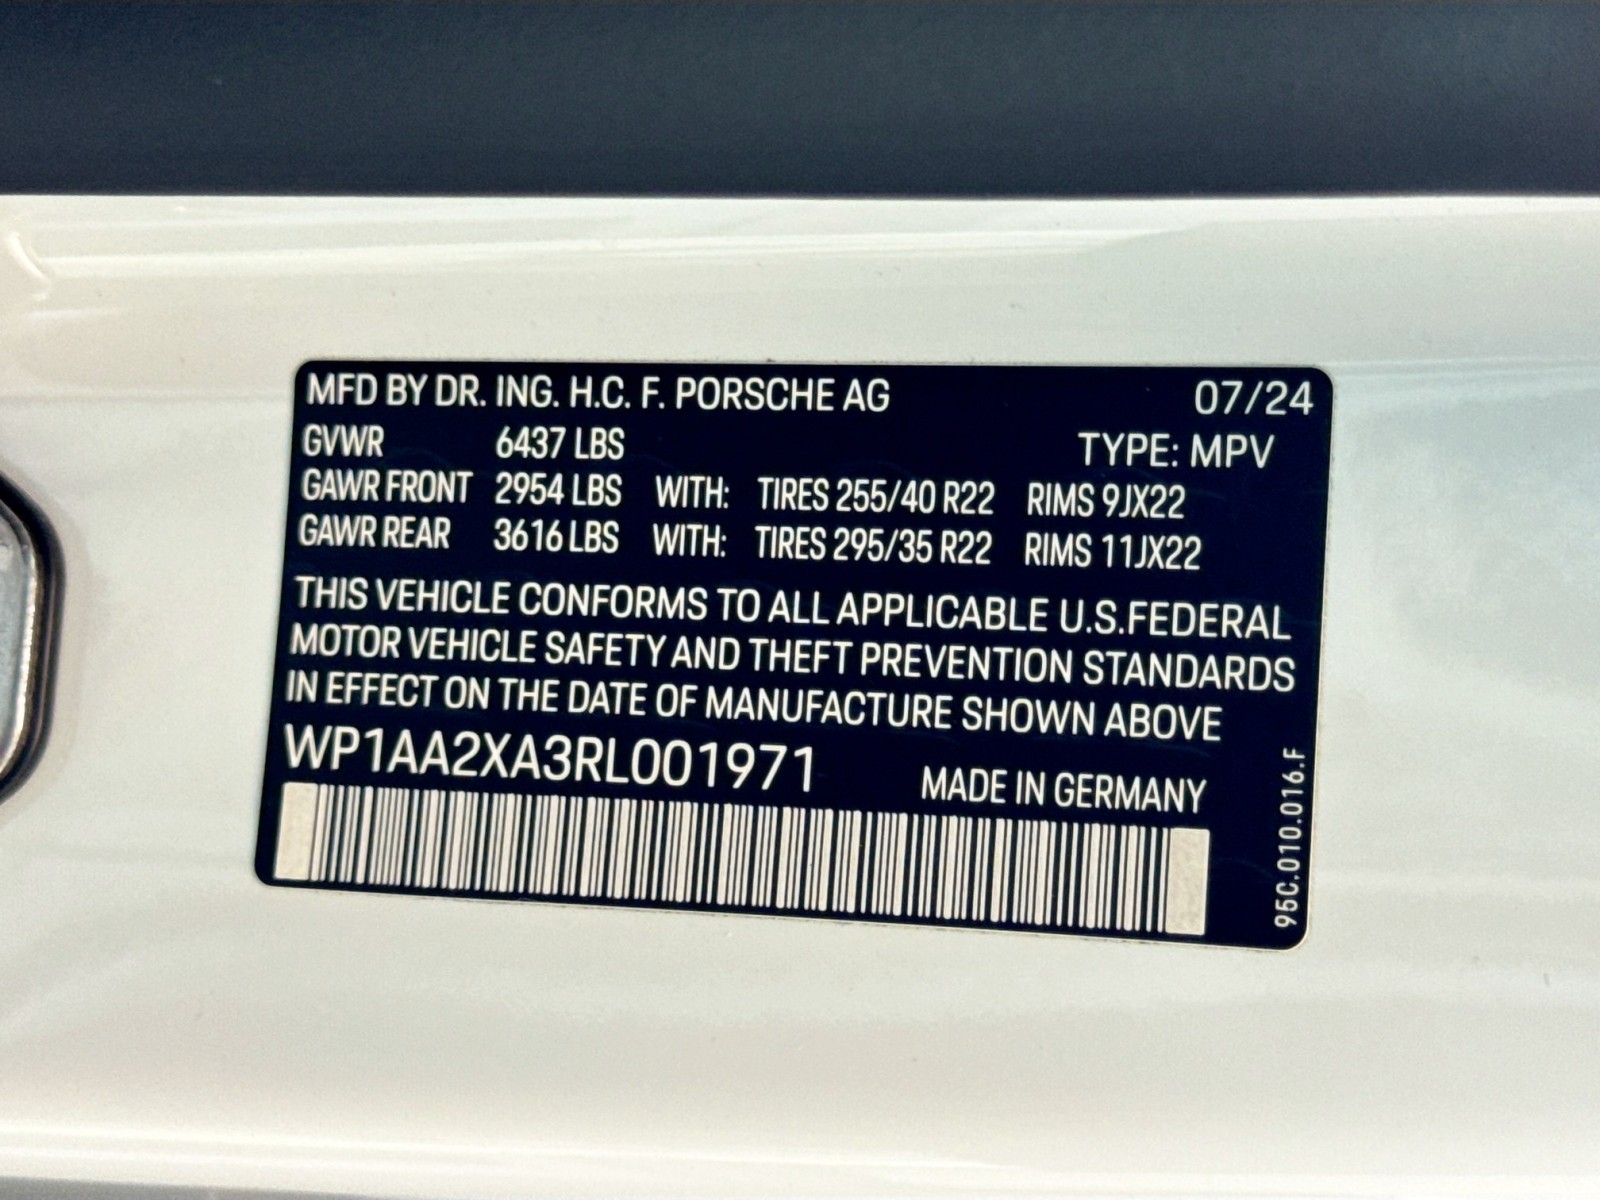 MFD BY DR. ING. H.C. F. PORSCHE AG 07/24
GVWR 6437 LBS TYPE: MPV
GAWR FRONT 2954 LBS WITH: TIRES 255/40 R22 RIMS 9JX22
GAWR REAR 3616 LBS WITH: TIRES 295/35 R22 RIMS 11JX22
THIS VEHICLE CONFORMS TO ALL APPLICABLE U.S.FEDERAL
MOTOR VEHICLE SAFETY AND THEFT PREVENTION STANDARDS
IN EFFECT ON THE DATE OF MANUFACTURE SHOWN ABOVE
WP1AA2XA3RL001971
MADE IN GERMANY
95C.010.016.F